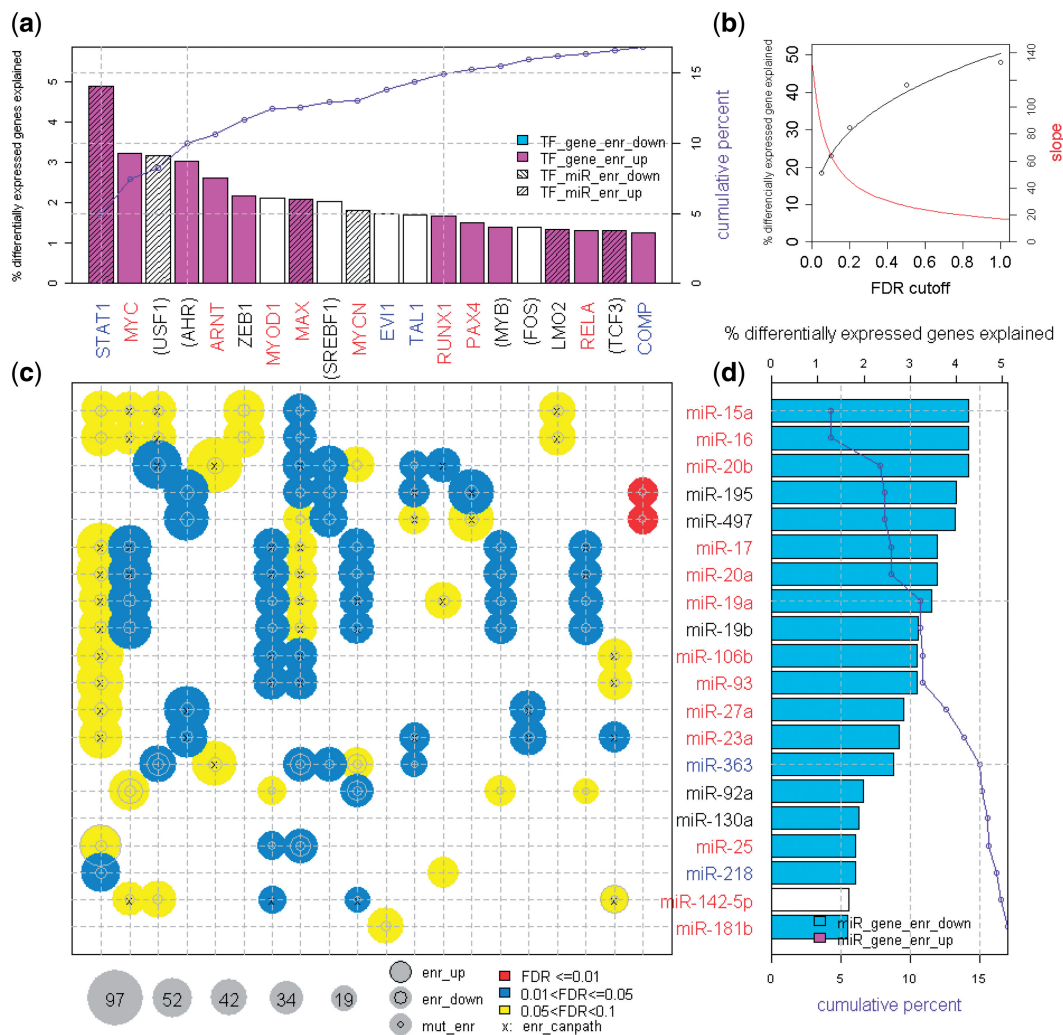 (a)
% differentially expressed genes explained
0
1
2
3
4
5
5
10
15
cumulative percent
TF_gene_enr_down
TF_gene_enr_up
TF_miR_enr_down
TF_miR_enr_up
STAT1
MYC
(USF1)
(AHR)
ARNT
ZEB1
MYOD1
MAX
(SREBF1)
MYCN
EVI1
TAL1
RUNX1
PAX4
(MYB)
(FOS)
LMO2
RELA
(TCF3)
COMP
(b)
% differencially expressed gene explained
0
10
20
30
40
50
0 20 40 60 80 100 140
slope
0.0 0.2 0.4 0.6 0.8 1.0
FDR cutoff
(c)
97 52 42 34 19
enr_up
enr_down
mut_enr
FDR <=0.01
0.01<FDR<=0.05
0.05<FDR<0.1
x: enr_canpath
(d)
% differentially expressed genes explained
0 1 2 3 4 5
miR-15a
miR-16
miR-20b
miR-195
miR-497
miR-17
miR-20a
miR-19a
miR-19b
miR-106b
miR-93
miR-27a
miR-23a
miR-363
miR-92a
miR-130a
miR-25
miR-218
miR-142-5p
miR-181b
miR_gene_enr_down
miR_gene_enr_up
0 5 10 15
cumulative percent